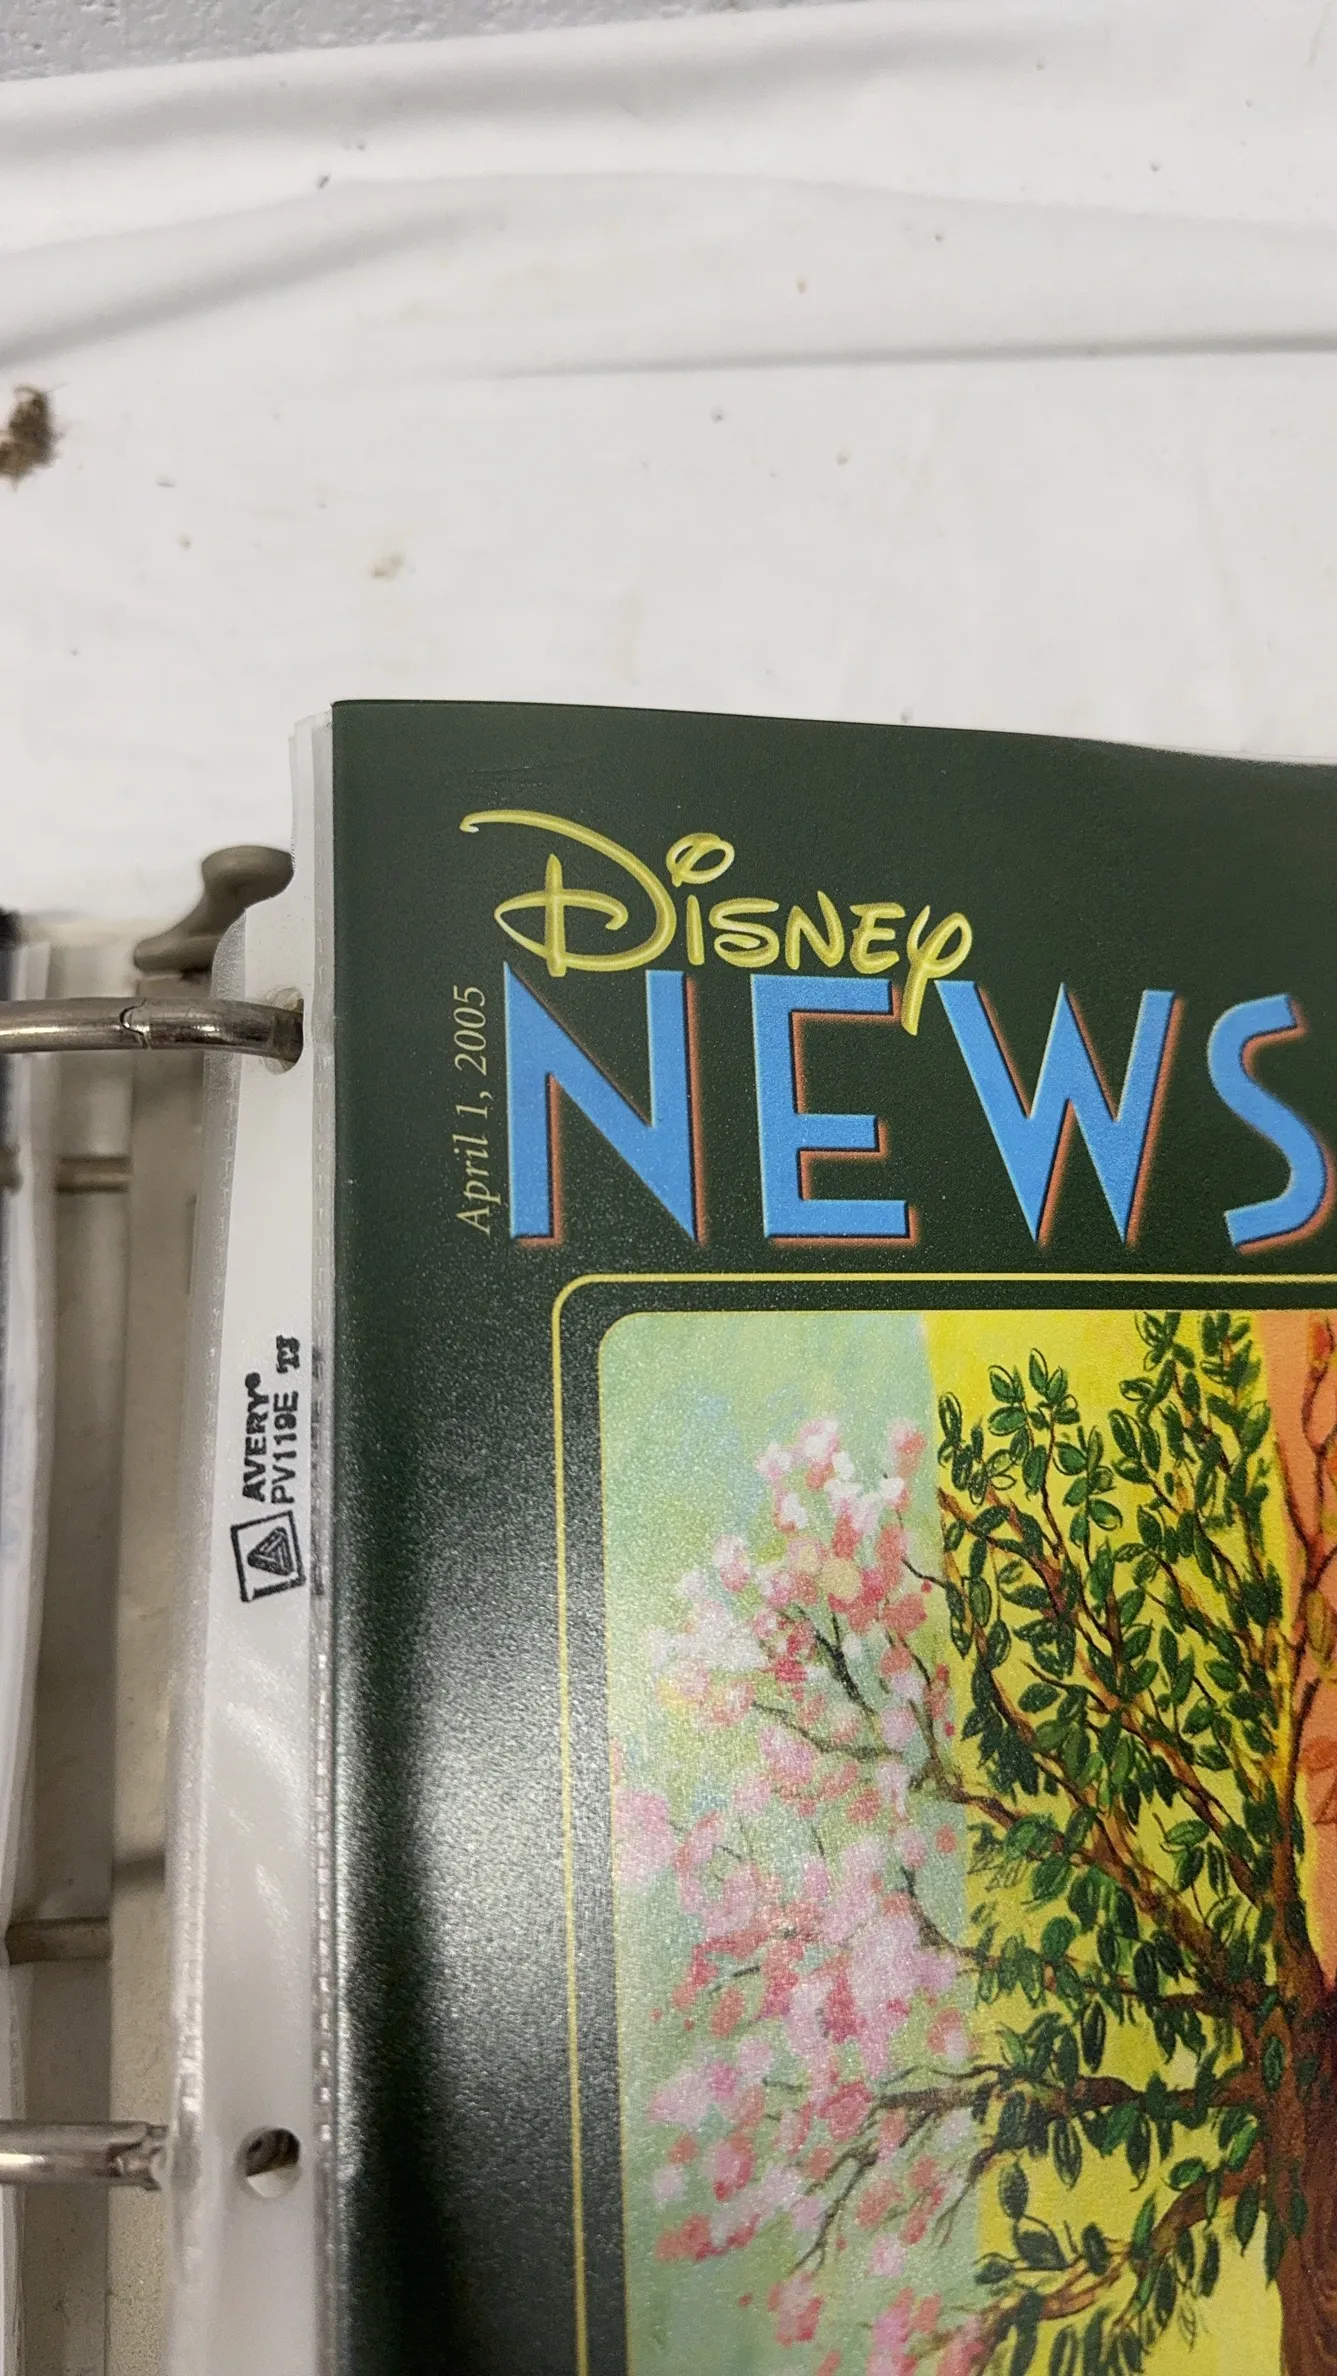 Disney
NEWS
April 1, 2005
AVERY®
PV119E